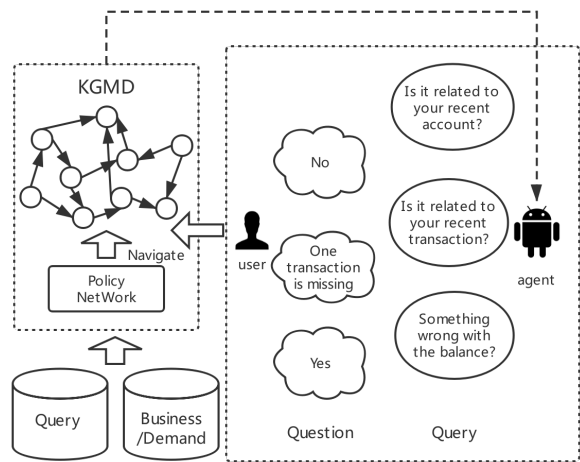 KGMD
Navigate
Policy
NetWork
Query
Business
/Demand
user
No
One
transaction
is missing
Yes
Question
Is it related to
your recent
account?
Is it related to
your recent
transaction?
Something
wrong with
the balance?
Query
agent